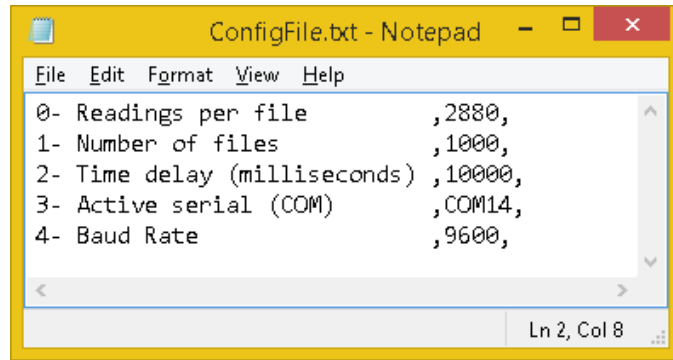 ConfigFile.txt - Notepad
File Edit Format View Help
0- Readings per file ,2880,
1- Number of files ,1000,
2- Time delay (milliseconds) ,10000,
3- Active serial (COM) ,COM14,
4- Baud Rate ,9600,
Ln 2, Col 8